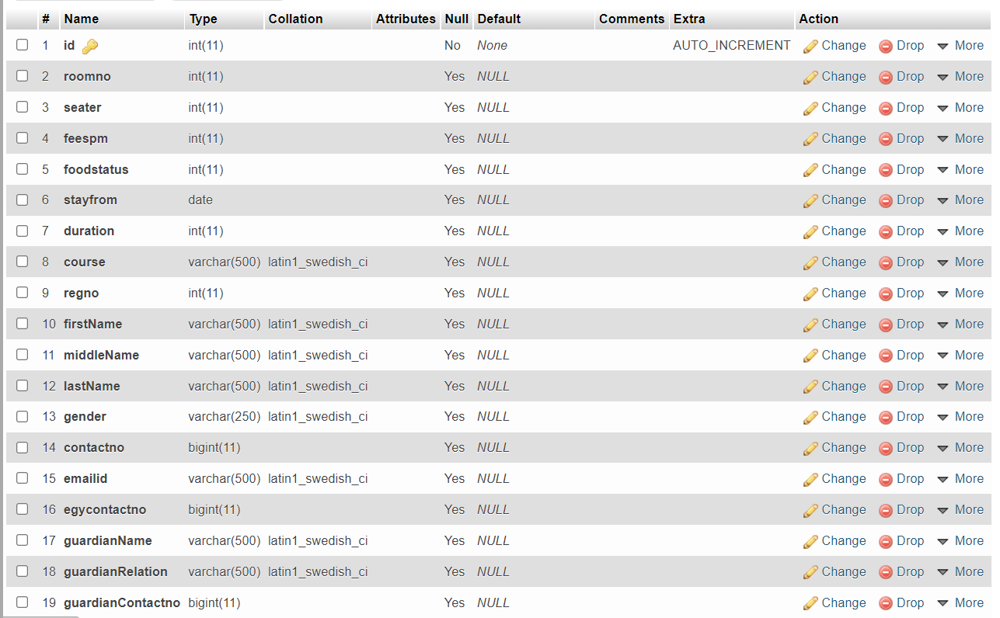 # Name Type Collation Attributes Null Default Comments Extra Action
1 id int(11) No None AUTO_INCREMENT Change Drop More
2 roomno int(11) Yes NULL Change Drop More
3 seater int(11) Yes NULL Change Drop More
4 feespm int(11) Yes NULL Change Drop More
5 foodstatus int(11) Yes NULL Change Drop More
6 stayfrom date Yes NULL Change Drop More
7 duration int(11) Yes NULL Change Drop More
8 course varchar(500) latin1_swedish_ci Yes NULL Change Drop More
9 regno int(11) Yes NULL Change Drop More
10 firstName varchar(500) latin1_swedish_ci Yes NULL Change Drop More
11 middleName varchar(500) latin1_swedish_ci Yes NULL Change Drop More
12 lastName varchar(500) latin1_swedish_ci Yes NULL Change Drop More
13 gender varchar(250) latin1_swedish_ci Yes NULL Change Drop More
14 contactno bigint(11) Yes NULL Change Drop More
15 emailid varchar(500) latin1_swedish_ci Yes NULL Change Drop More
16 egycontactno bigint(11) Yes NULL Change Drop More
17 guardianName varchar(500) latin1_swedish_ci Yes NULL Change Drop More
18 guardianRelation varchar(500) latin1_swedish_ci Yes NULL Change Drop More
19 guardianContactno bigint(11) Yes NULL Change Drop More